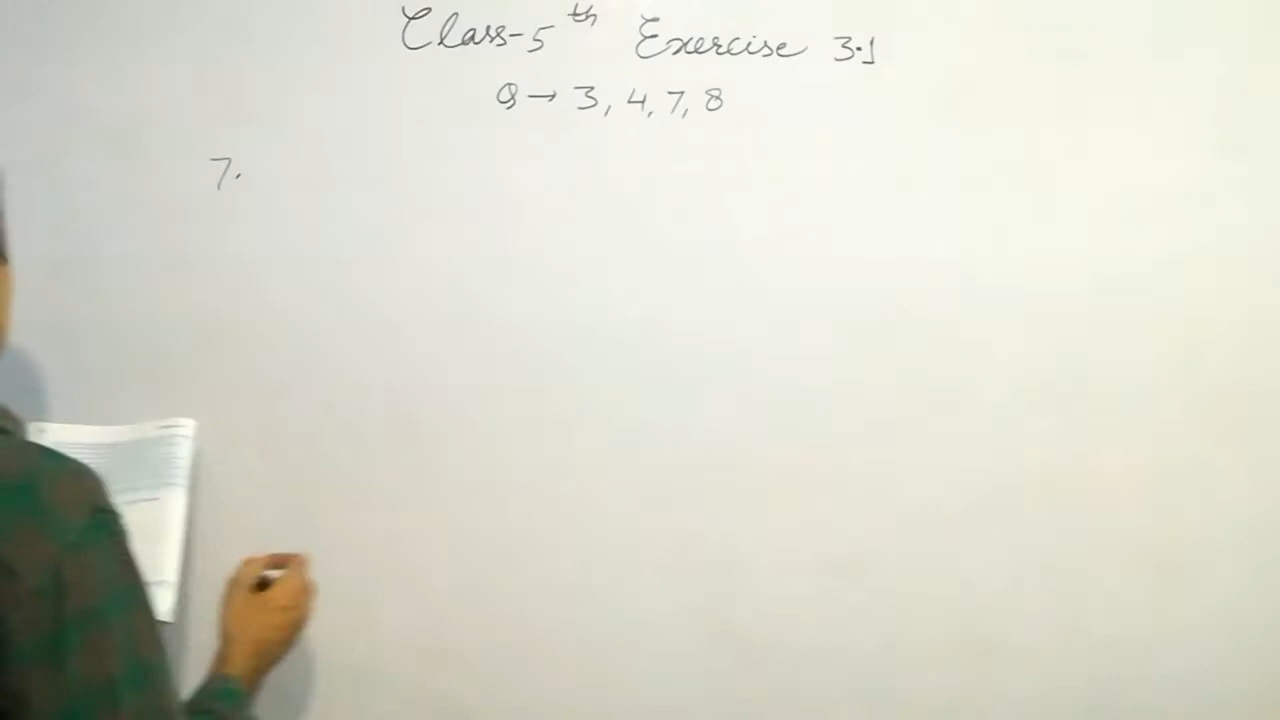 Class-5th Exercise 3.1
Q → 3, 4, 7, 8
7.